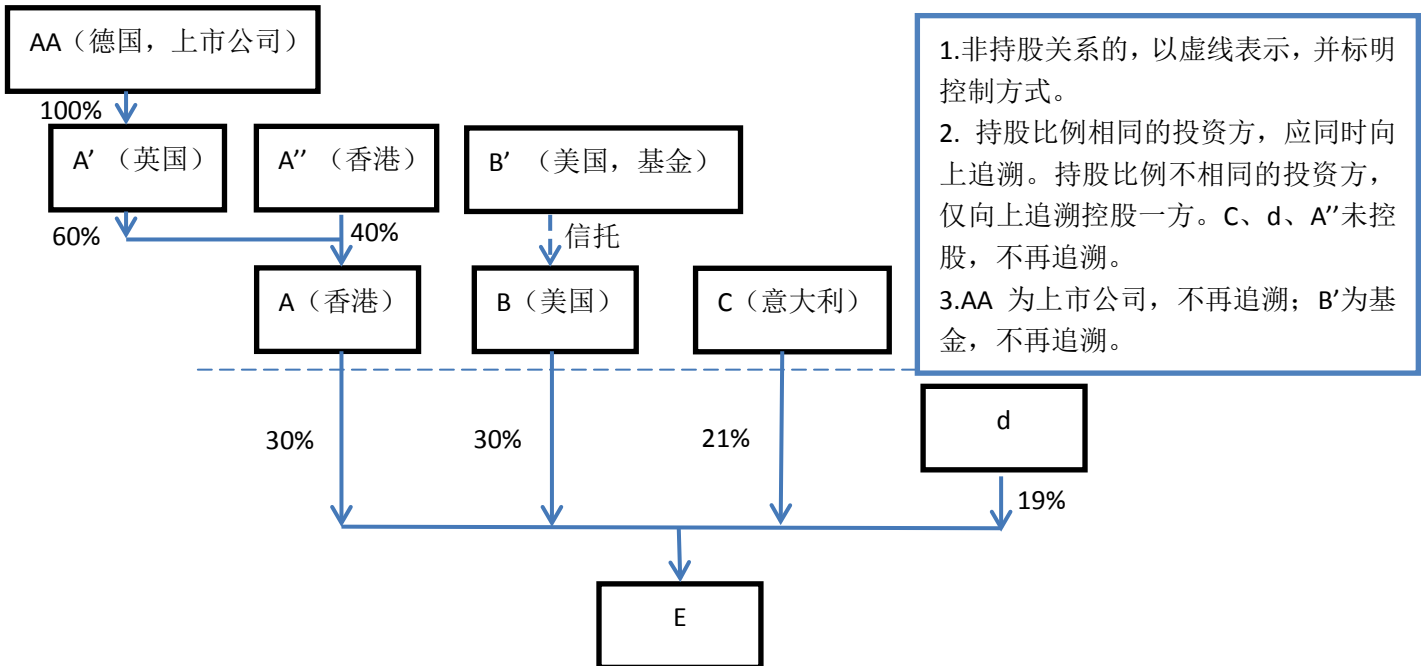 AA（德国，上市公司）
100%
A’ （英国）
A’’ （香港）
B’ （美国，基金）
60%
40%
信托
A（香港）
B（美国）
C（意大利）
1.非持股关系的，以虚线表示，并标明
控制方式。
2. 持股比例相同的投资方，应同时向
上追溯。持股比例不相同的投资方，
仅向上追溯控股一方。C、d、A’’未控
股，不再追溯。
3.AA 为上市公司，不再追溯；B’为基
金，不再追溯。
d
30%
30%
21%
19%
E